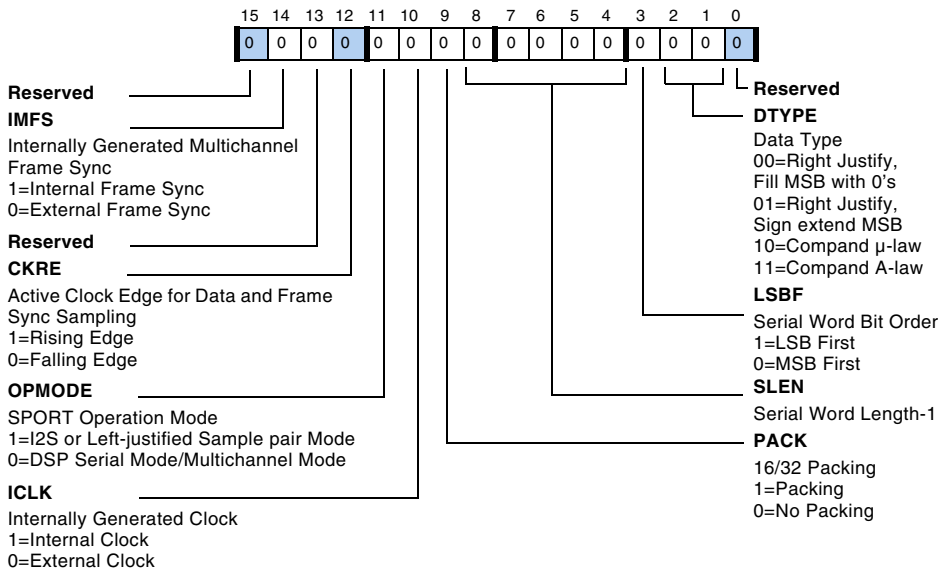 15 14 13 12 11 10 9 8 7 6 5 4 3 2 1 0
0 0 0 0 0 0 0 0 0 0 0 0 0 0 0 0
Reserved
IMFS
Internally Generated Multichannel
Frame Sync
1=Internal Frame Sync
0=External Frame Sync
Reserved
CKRE
Active Clock Edge for Data and Frame
Sync Sampling
1=Rising Edge
0=Falling Edge
OPMODE
SPORT Operation Mode
1=I2S or Left-justified Sample pair Mode
0=DSP Serial Mode/Multichannel Mode
ICLK
Internally Generated Clock
1=Internal Clock
0=External Clock
Reserved
DTYPE
Data Type
00=Right Justify,
Fill MSB with 0's
01=Right Justify,
Sign extend MSB
10=Compand µ-law
11=Compand A-law
LSBF
Serial Word Bit Order
1=LSB First
0=MSB First
SLEN
Serial Word Length-1
PACK
16/32 Packing
1=Packing
0=No Packing